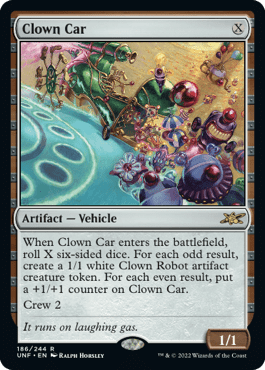 Clown Car X
Artifact — Vehicle
When Clown Car enters the battlefield,
roll X six-sided dice. For each odd result,
create a 1/1 white Clown Robot artifact
creature token. For each even result, put
a +1/+1 counter on Clown Car.
Crew 2
It runs on laughing gas.
1/1
186/244 R
UNF • EN RALPH HORSLEY ™ & © 2022 Wizards of the Coast